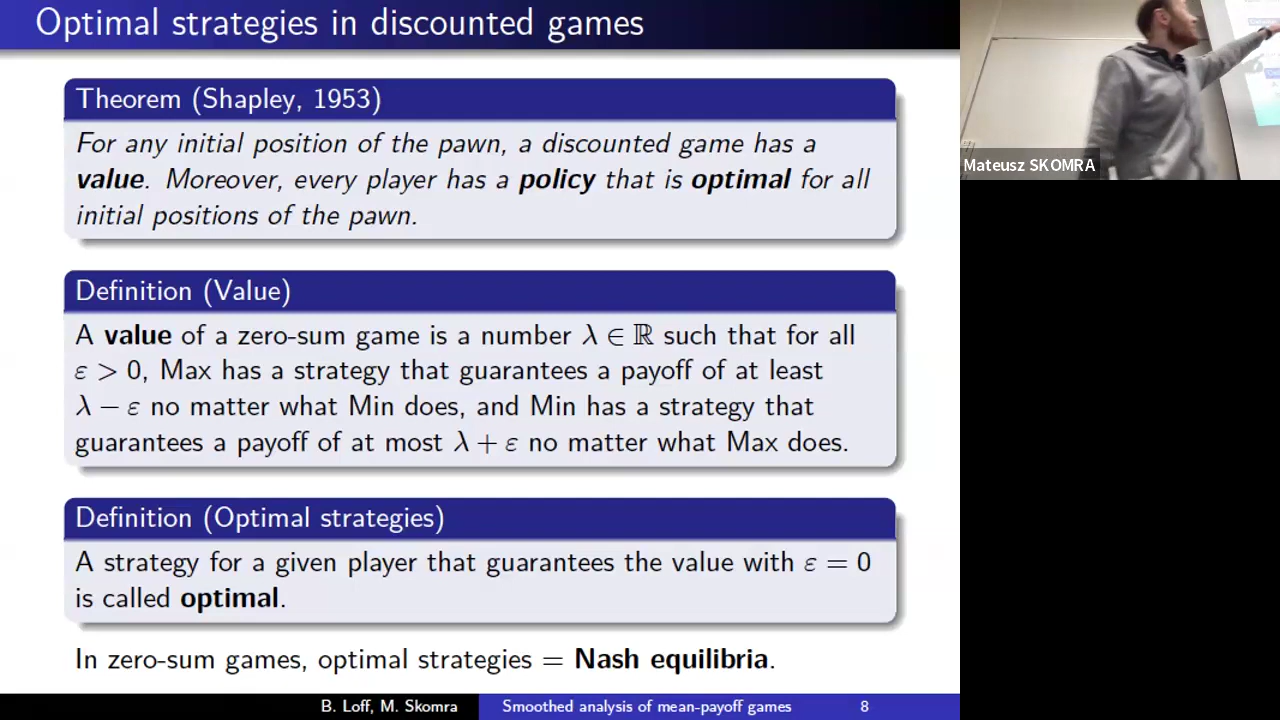 Optimal strategies in discounted games
Theorem (Shapley, 1953)
For any initial position of the pawn, a discounted game has a
value. Moreover, every player has a policy that is optimal for all
initial positions of the pawn.
Definition (Value)
A value of a zero-sum game is a number λ ∈ ℝ such that for all
ε > 0, Max has a strategy that guarantees a payoff of at least
λ − ε no matter what Min does, and Min has a strategy that
guarantees a payoff of at most λ + ε no matter what Max does.
Definition (Optimal strategies)
A strategy for a given player that guarantees the value with ε = 0
is called optimal.
In zero-sum games, optimal strategies = Nash equilibria.
B. Loff, M. Skomra Smoothed analysis of mean-payoff games 8
Mateusz SKOMRA